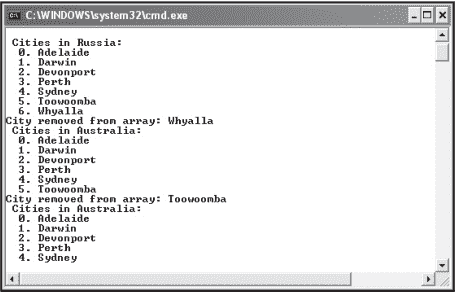 C:\WINDOWS\system32\cmd.exe
Cities in Russia:
0. Adelaide
1. Darwin
2. Devonport
3. Perth
4. Sydney
5. Toowoomba
6. Whyalla
City removed from array: Whyalla
Cities in Australia:
0. Adelaide
1. Darwin
2. Devonport
3. Perth
4. Sydney
5. Toowoomba
City removed from array: Toowoomba
Cities in Australia:
0. Adelaide
1. Darwin
2. Devonport
3. Perth
4. Sydney